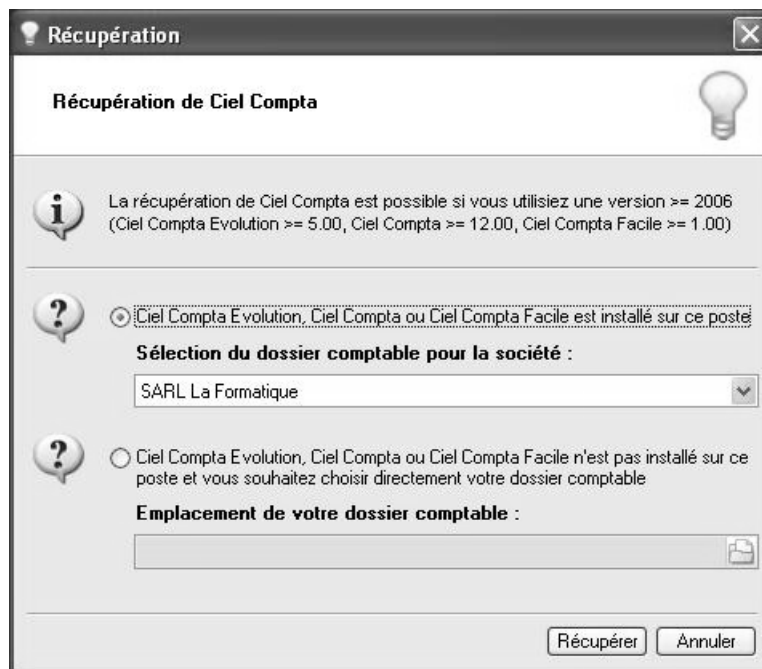 Récupération
Récupération de Ciel Compta
La récupération de Ciel Compta est possible si vous utilisiez une version >= 2006
(Ciel Compta Evolution >= 5.00, Ciel Compta >= 12.00, Ciel Compta Facile >= 1.00)
Ciel Compta Evolution, Ciel Compta ou Ciel Compta Facile est installé sur ce poste
Sélection du dossier comptable pour la société :
SARL La Formatique
Ciel Compta Evolution, Ciel Compta ou Ciel Compta Facile n'est pas installé sur ce
poste et vous souhaitez choisir directement votre dossier comptable
Emplacement de votre dossier comptable :
Récupérer Annuler